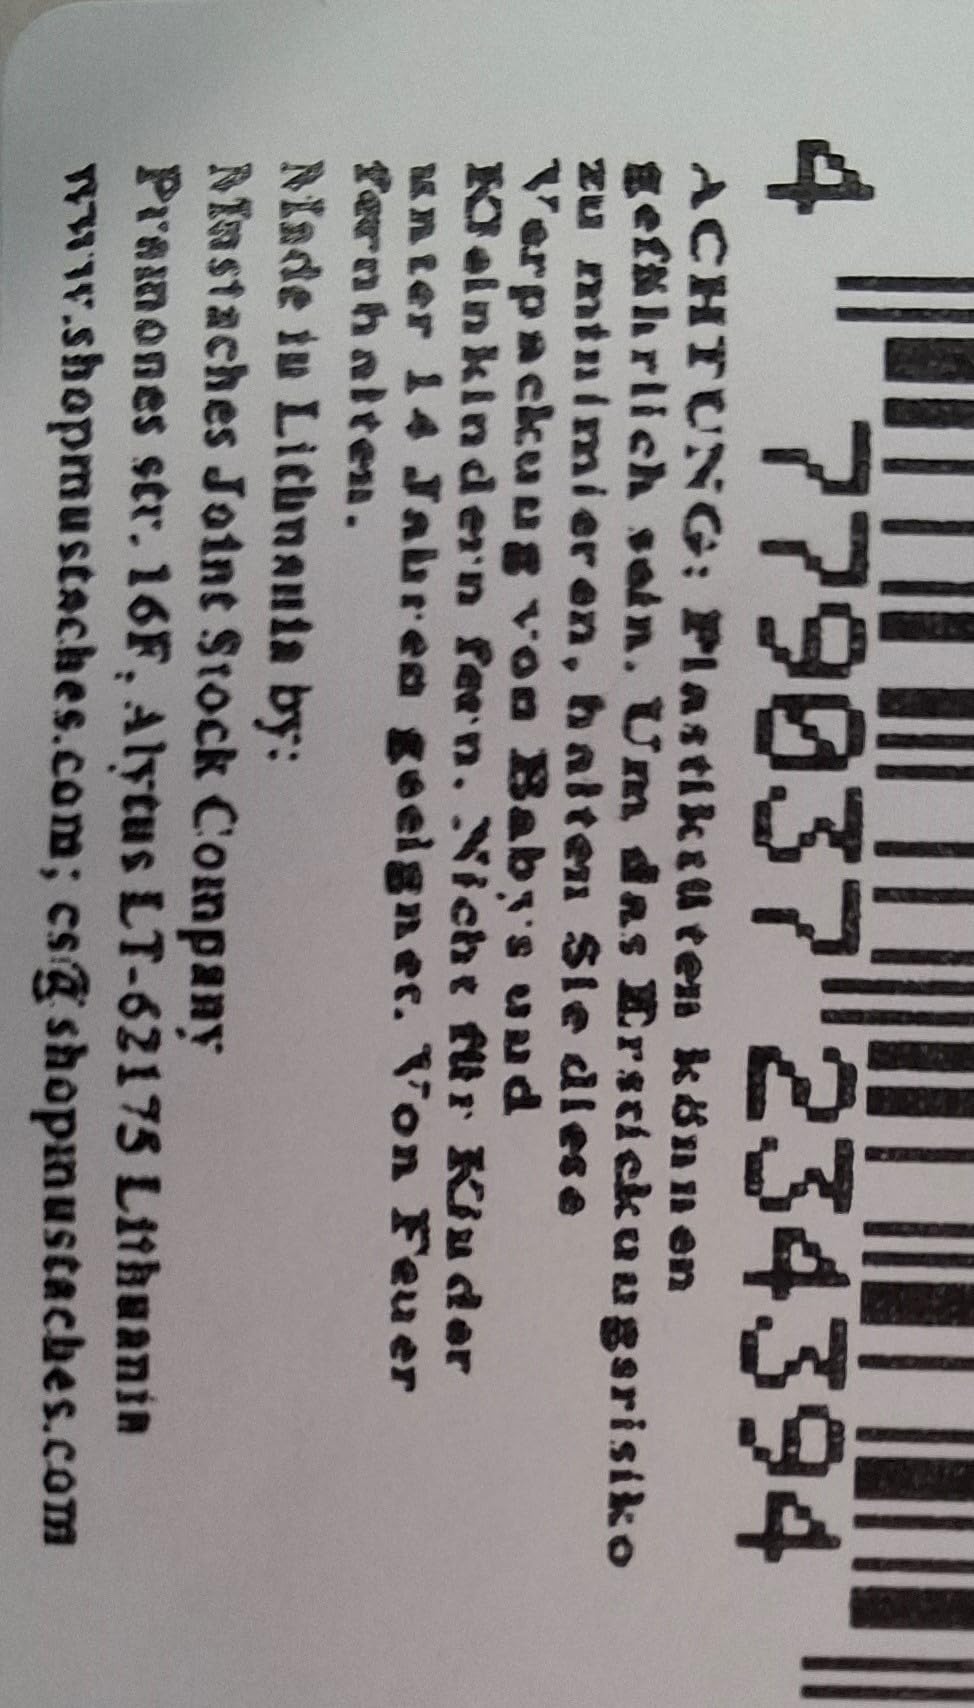 4 779037 234394
ACHTUNG: Plastiktüten können
gefährlich sein. Um das Erstickungsrisiko
zu minimieren, halten Sie diese
Verpackung von Baby's und
Kleinkindern fern. Nicht für Kinder
unter 14 Jahren geeignet. Von Feuer
fernhalten.
Made in Lithuania by:
Mustaches Joint Stock Company
Pramones str. 16F, Alytus LT-62175 Lithuania
www.shopmustaches.com; cs@shopmustaches.com